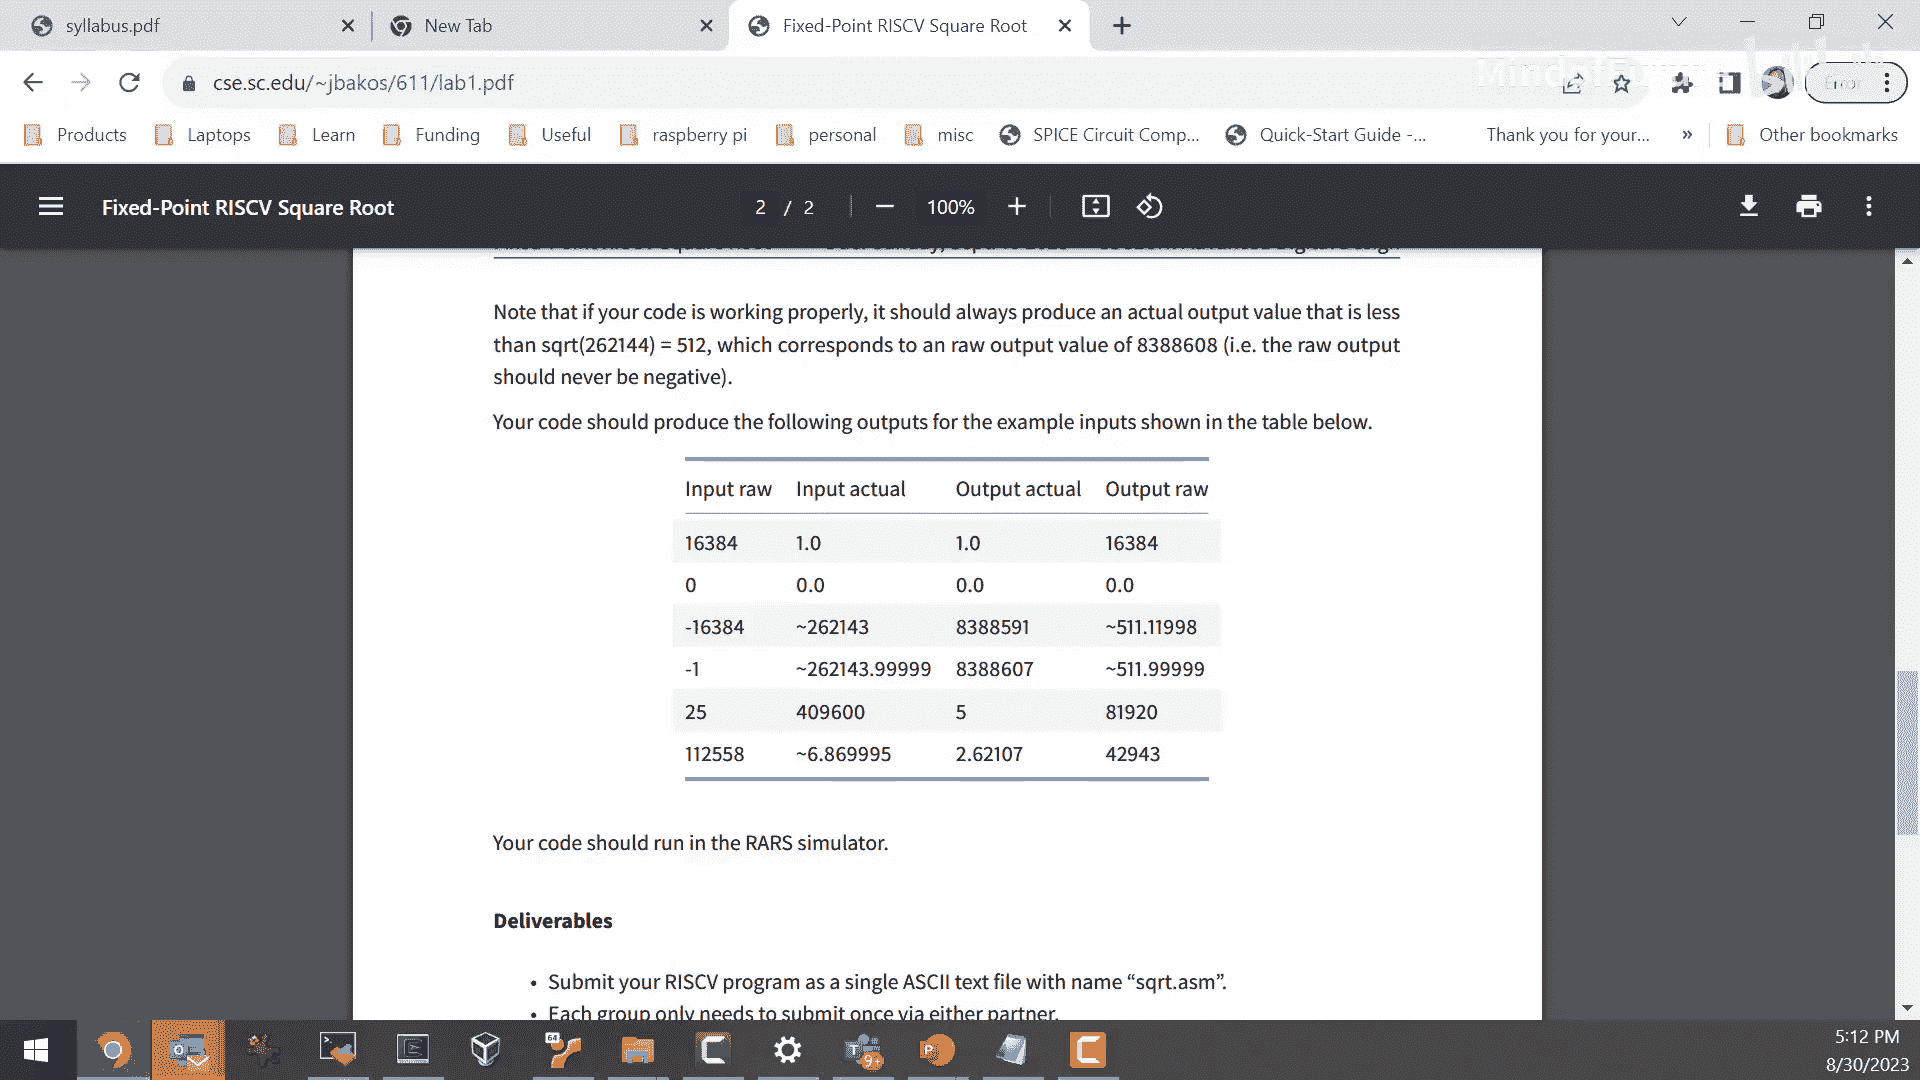 syllabus.pdf
New Tab
Fixed-Point RISCV Square Root
cse.sc.edu/~jbakos/611/lab1.pdf
Error
Products
Laptops
Learn
Funding
Useful
raspberry pi
personal
misc
SPICE Circuit Comp...
Quick-Start Guide -...
Thank you for your...
»
Other bookmarks
Fixed-Point RISCV Square Root
2 / 2
100%
Note that if your code is working properly, it should always produce an actual output value that is less
than sqrt(262144) = 512, which corresponds to an raw output value of 8388608 (i.e. the raw output
should never be negative).
Your code should produce the following outputs for the example inputs shown in the table below.
Input raw Input actual Output actual Output raw
16384 1.0 1.0 16384
0 0.0 0.0 0.0
-16384 ~262143 8388591 ~511.11998
-1 ~262143.99999 8388607 ~511.99999
25 409600 5 81920
112558 ~6.869995 2.62107 42943
Your code should run in the RARS simulator.
Deliverables
• Submit your RISCV program as a single ASCII text file with name “sqrt.asm”.
• Each group only needs to submit once via either partner.
64
9+
5:12 PM
8/30/2023